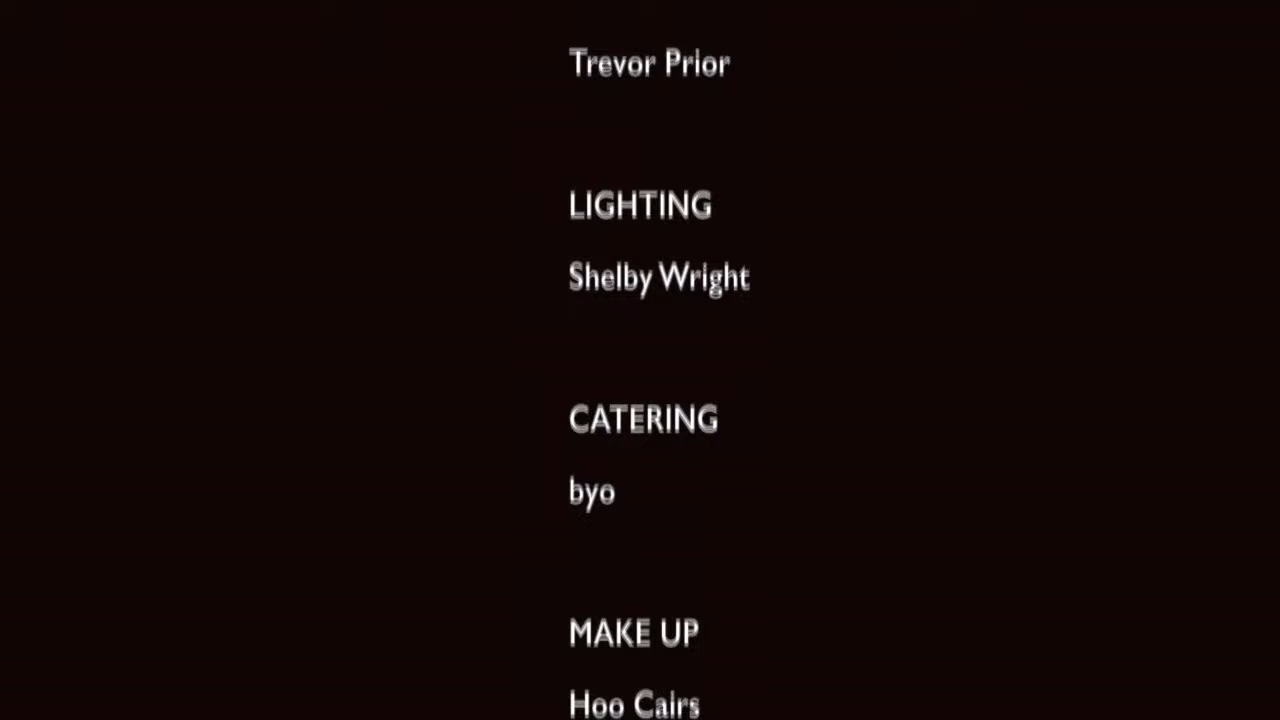 Trevor Prior
LIGHTING
Shelby Wright
CATERING
byo
MAKE UP
Hoo Cairs